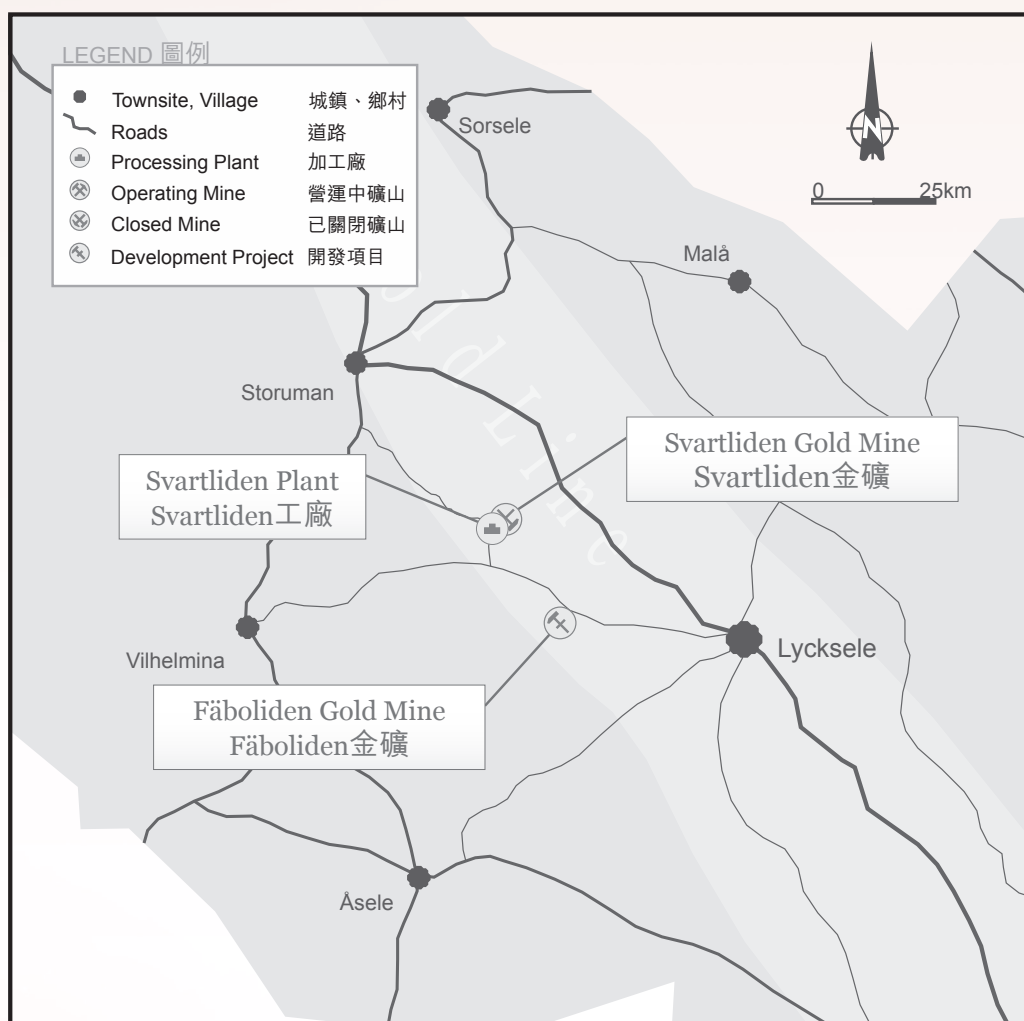 LEGEND 圖例
Townsite, Village 城鎮、鄉村
Roads 道路
Processing Plant 加工廠
Operating Mine 營運中礦山
Closed Mine 已關閉礦山
Development Project 開發項目
Sorsele
N
0 25km
Malå
Storuman
Line
Svartliden Gold Mine
Svartliden金礦
Svartliden Plant
Svartliden工廠
Vilhelmina
Lycksele
Fäboliden Gold Mine
Fäboliden金礦
Åsele